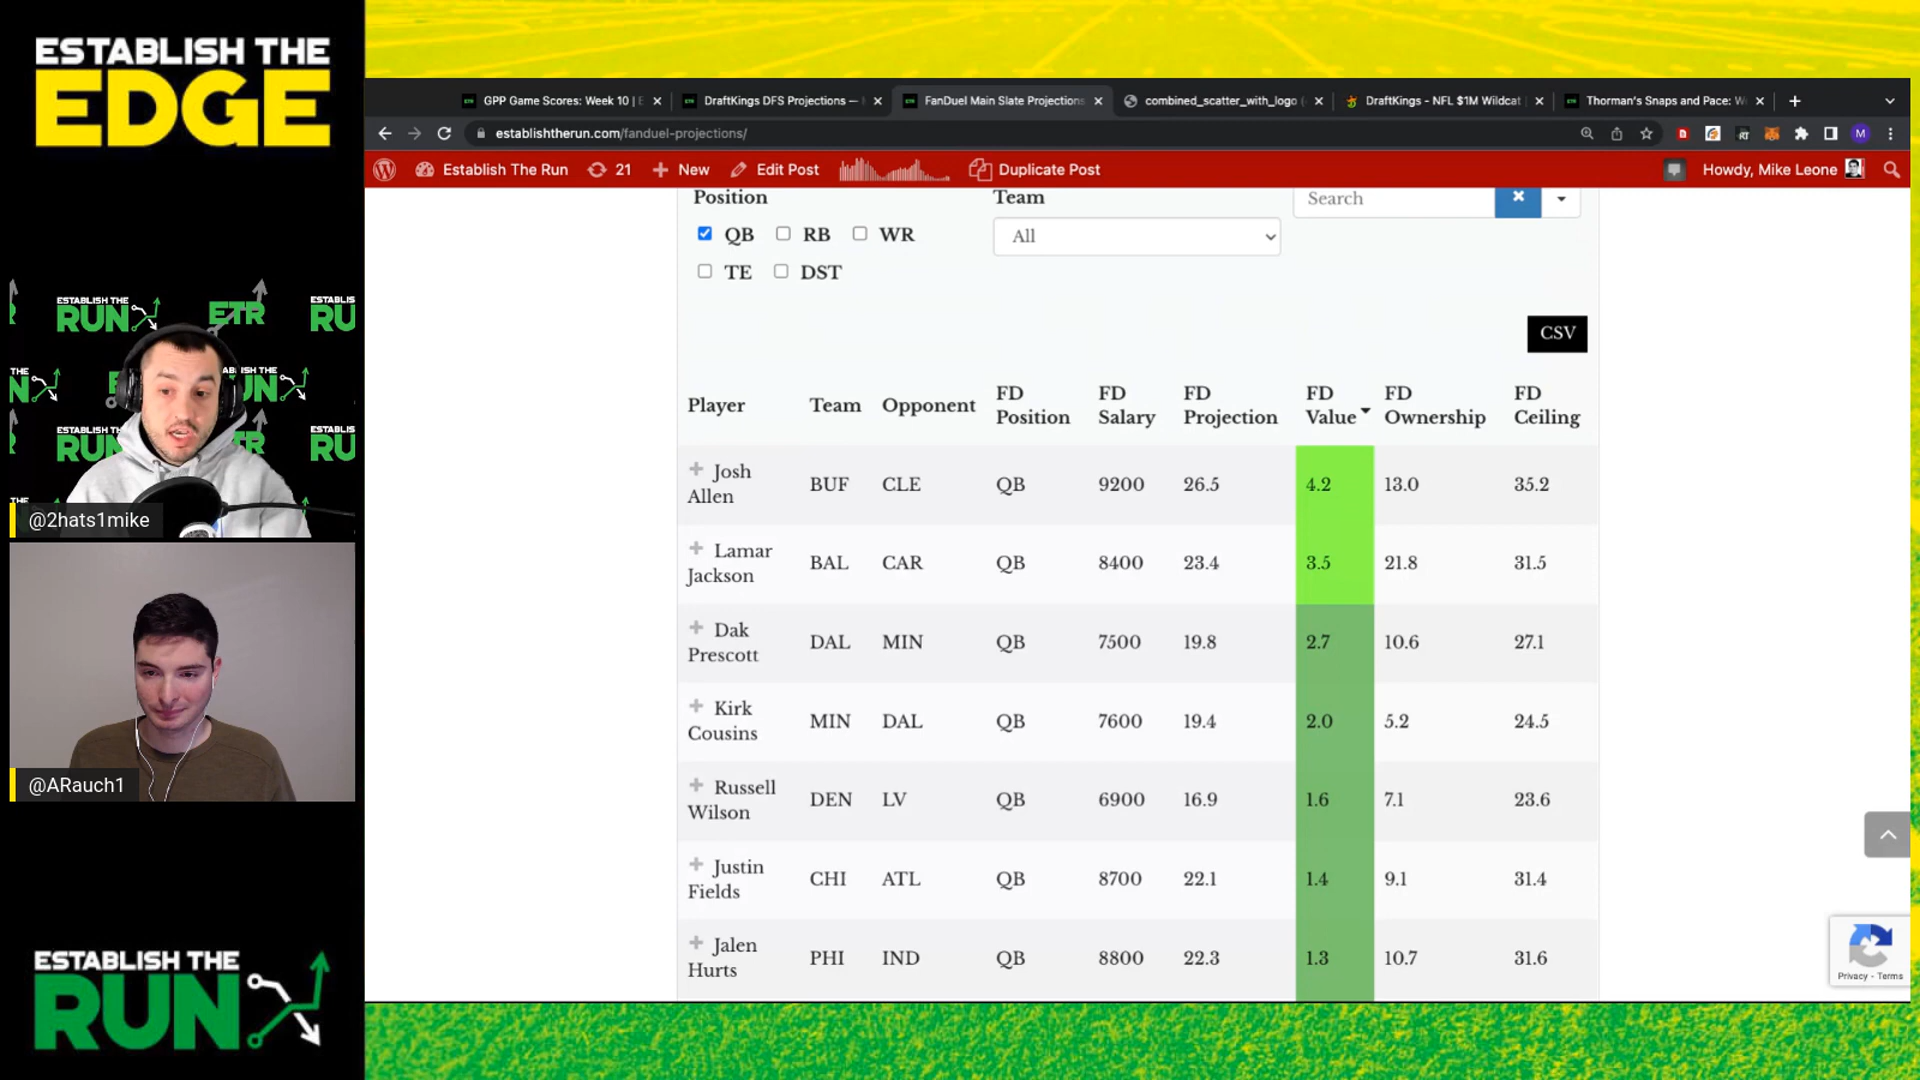 ESTABLISH THE
EDGE
GPP Game Scores: Week 10 | E
DraftKings DFS Projections —
FanDuel Main Slate Projections
combined_scatter_with_logo (
DraftKings - NFL $1M Wildcat
Thorman's Snaps and Pace: W
establishtherun.com/fanduel-projections/
M
Establish The Run
21
New
Edit Post
Duplicate Post
Howdy, Mike Leone
Position
Team
Search
QB
RB
WR
All
TE
DST
CSV
Player Team Opponent FD Position FD Salary FD Projection FD Value FD Ownership FD Ceiling
Josh Allen BUF CLE QB 9200 26.5 4.2 13.0 35.2
Lamar Jackson BAL CAR QB 8400 23.4 3.5 21.8 31.5
Dak Prescott DAL MIN QB 7500 19.8 2.7 10.6 27.1
Kirk Cousins MIN DAL QB 7600 19.4 2.0 5.2 24.5
Russell Wilson DEN LV QB 6900 16.9 1.6 7.1 23.6
Justin Fields CHI ATL QB 8700 22.1 1.4 9.1 31.4
Jalen Hurts PHI IND QB 8800 22.3 1.3 10.7 31.6
Privacy - Terms
ESTABLISH THE
RUN
ETR
ESTABLIS
RU
@2hats1mike
@ARauch1
ESTABLISH THE
RUN